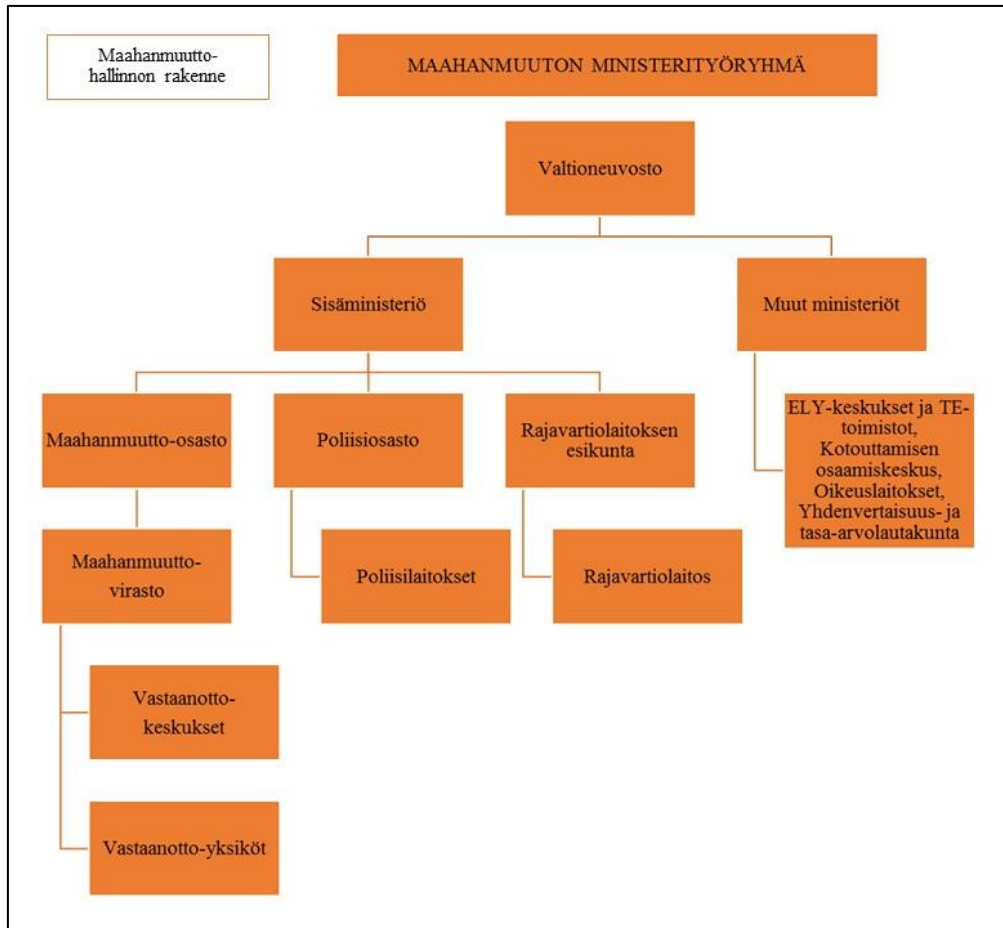 Maahanmuutto-
hallinnon rakenne
MAAHANMUUTON MINISTERITYÖRYHMÄ
Valtioneuvosto
Sisäministeriö
Muut ministeriöt
Maahanmuutto-osasto
Poliisiosasto
Rajavartiolaitoksen
esikunta
ELY-keskukset ja TE-
toimistot,
Kotouttamisen
osaamiskeskus,
Oikeuslaitokset,
Yhdenvertaisuus- ja
tasa-arvolautakunta
Maahanmuutto-
virasto
Poliisilaitokset
Rajavartiolaitos
Vastaanotto-
keskukset
Vastaanotto-yksiköt